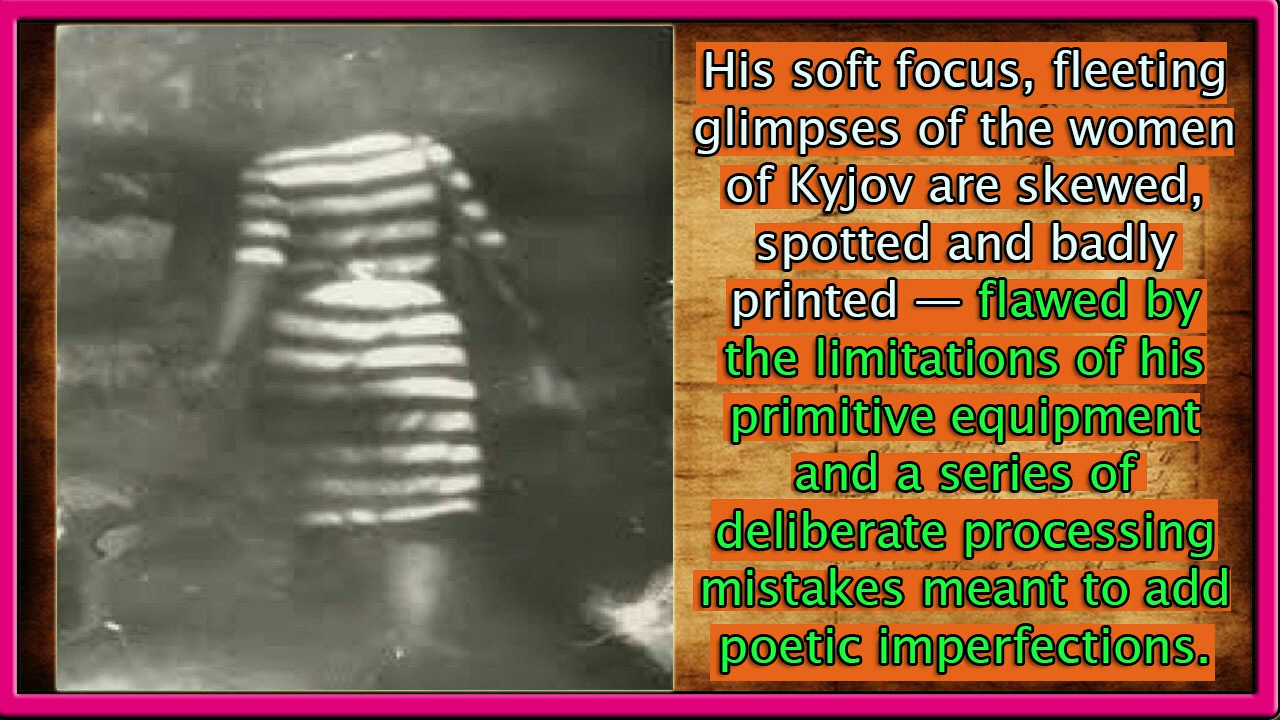 His soft focus, fleeting
glimpses of the women
of Kyjov are skewed,
spotted and badly
printed — flawed by
the limitations of his
primitive equipment
and a series of
deliberate processing
mistakes meant to add
poetic imperfections.